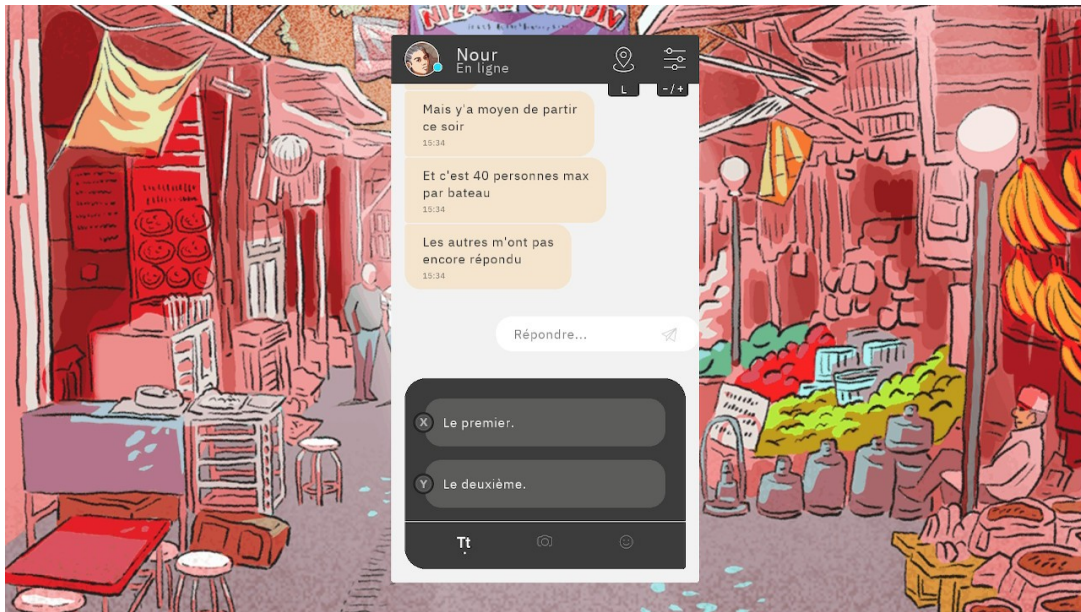 Nour
En ligne
L
- / +
Mais y'a moyen de partir
ce soir
15:34
Et c'est 40 personnes max
par bateau
15:34
Les autres m'ont pas
encore répondu
15:34
Répondre...
X
Le premier.
Y
Le deuxième.
Tt